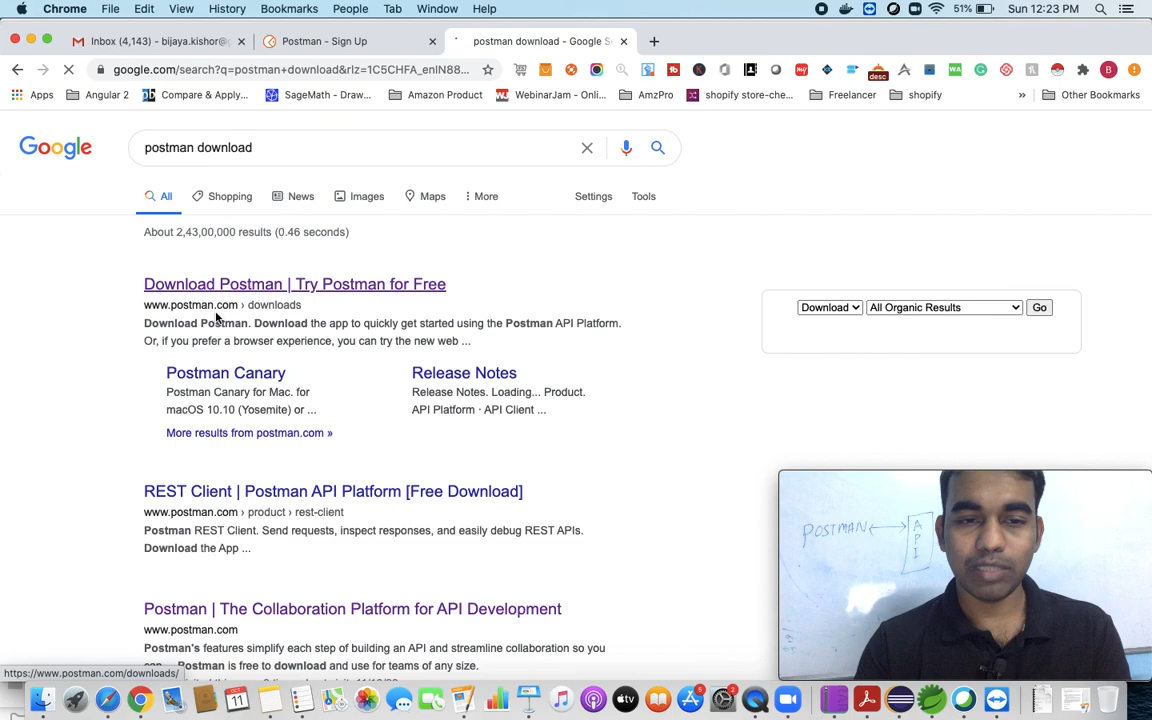 Chrome File Edit View History Bookmarks People Tab Window Help 51% Sun 12:23 PM
Inbox (4,143) - bijaya.kishor@g Postman - Sign Up postman download - Google S
google.com/search?q=postman+download&rlz=1C5CHFA_enIN88...
desc
Apps Angular 2 Compare & Apply... SageMath - Draw... Amazon Product WebinarJam - Onli... AmzPro shopify store-che... Freelancer shopify » Other Bookmarks
Google postman download
All Shopping News Images Maps More Settings Tools
About 2,43,00,000 results (0.46 seconds)
Download Postman | Try Postman for Free
www.postman.com › downloads
Download All Organic Results Go
Download Postman. Download the app to quickly get started using the Postman API Platform.
Or, if you prefer a browser experience, you can try the new web ...
Postman Canary Release Notes
Postman Canary for Mac. for Release Notes. Loading... Product.
macOS 10.10 (Yosemite) or ... API Platform · API Client ...
More results from postman.com »
REST Client | Postman API Platform [Free Download]
www.postman.com › product › rest-client
Postman REST Client. Send requests, inspect responses, and easily debug REST APIs.
Download the App ...
POSTMAN API
Postman | The Collaboration Platform for API Development
www.postman.com
Postman's features simplify each step of building an API and streamline collaboration so you
Postman is free to download and use for teams of any size.
https://www.postman.com/downloads/